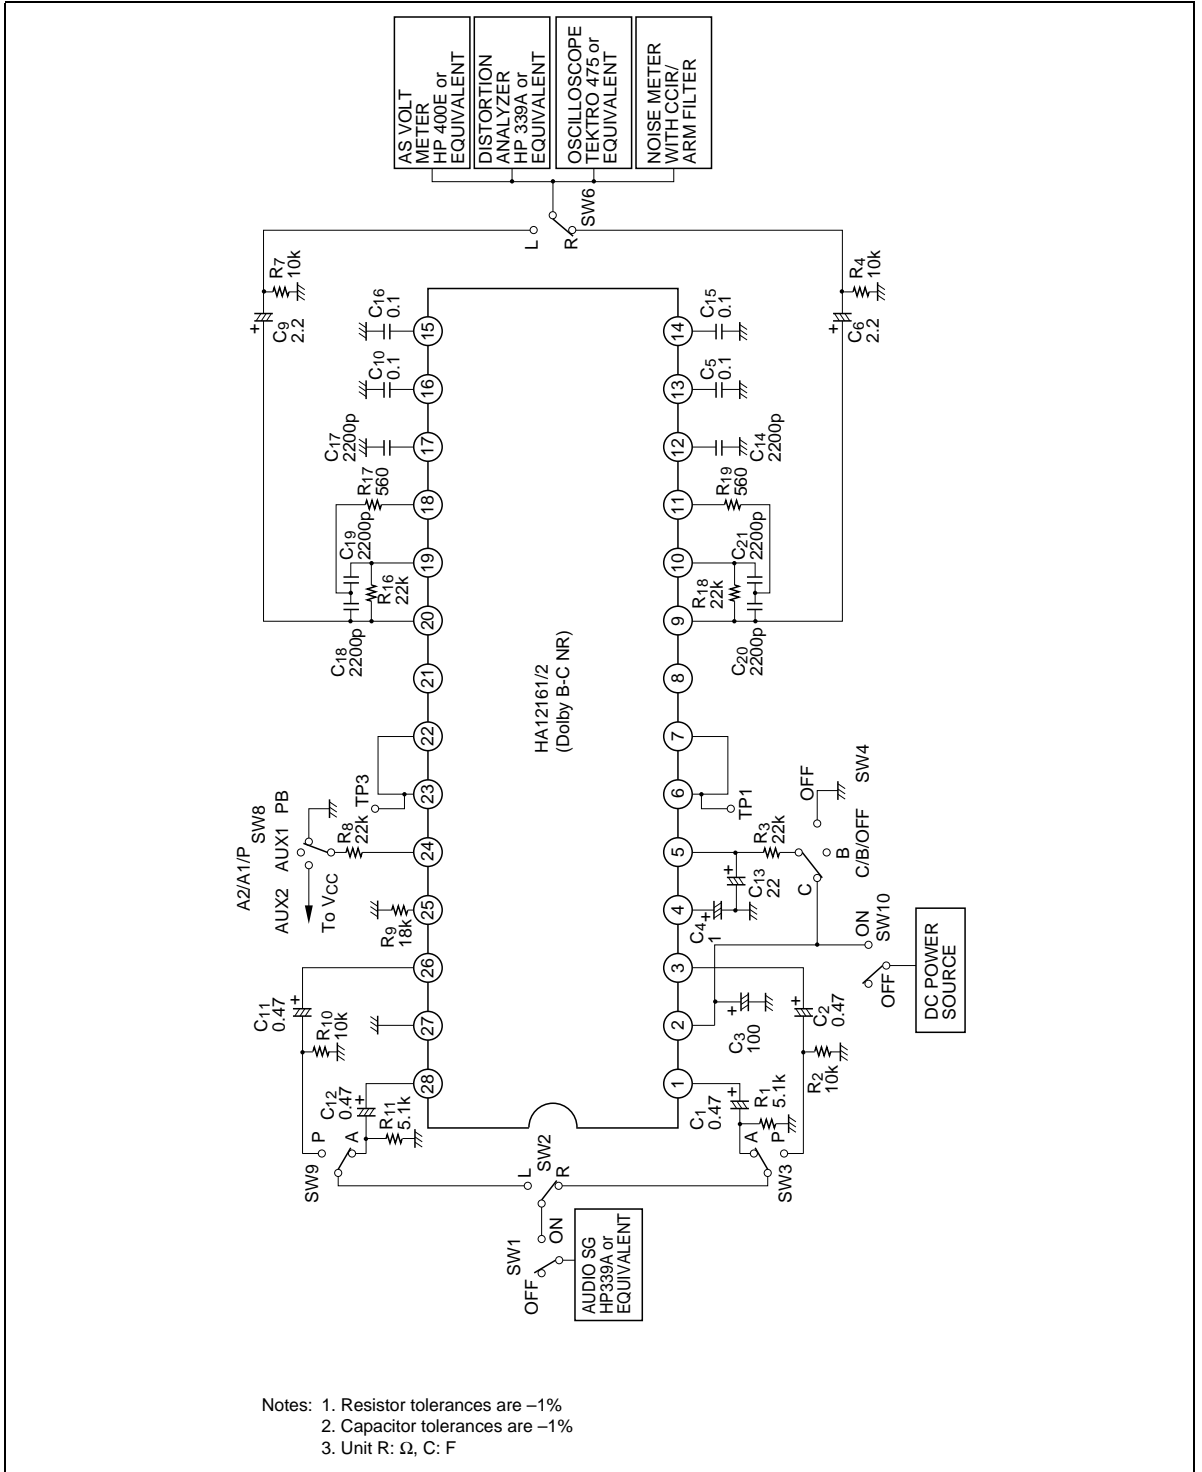 AS VOLT
METER
HP 400E or
EQUIVALENT
DISTORTION
ANALYZER
HP 339A or
EQUIVALENT
OSCILLOSCOPE
TEKTRO 475 or
EQUIVALENT
NOISE METER
WITH CCIR/
ARM FILTER
SW6
L
R
R7
10k
C9
2.2
+
R4
10k
C6
2.2
+
C16
0.1
15
C10
0.1
16
C17
2200p
17
R17
560
18
C19
2200p
R16
22k
19
C18
2200p
20
21
22
TP3
23
A2/A1/P
SW8
AUX2
AUX1
PB
To VCC
R8
22k
24
R9
18k
25
26
C11
0.47
+
R10
10k
27
28
C12
0.47
+
R11
5.1k
SW9
P
A
HA12161/2
(Dolby B-C NR)
14
C15
0.1
13
C5
0.1
12
C14
2200p
11
R19
560
10
C21
2200p
R18
22k
9
C20
2200p
8
7
6
TP1
5
R3
22k
C13
22
+
OFF
SW4
B
C/B/OFF
C
4
C4
1
+
3
ON
SW10
OFF
DC POWER
SOURCE
2
C3
100
+
C2
0.47
+
R2
10k
1
C1
0.47
+
R1
5.1k
A
P
SW3
SW2
L
R
SW1
ON
OFF
AUDIO SG
HP339A or
EQUIVALENT
Notes: 1. Resistor tolerances are –1%
2. Capacitor tolerances are –1%
3. Unit R: Ω, C: F